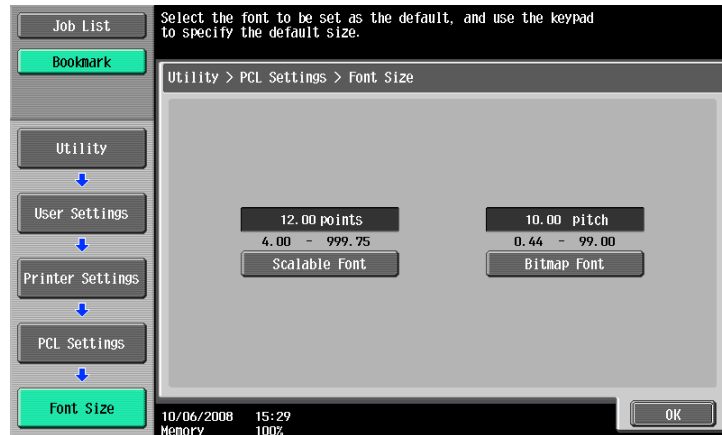 Job List
Bookmark
Utility
User Settings
Printer Settings
PCL Settings
Font Size
Select the font to be set as the default, and use the keypad
to specify the default size.
Utility > PCL Settings > Font Size
12.00 points
4.00 - 999.75
Scalable Font
10.00 pitch
0.44 - 99.00
Bitmap Font
10/06/2008 15:29
Memory 100%
OK